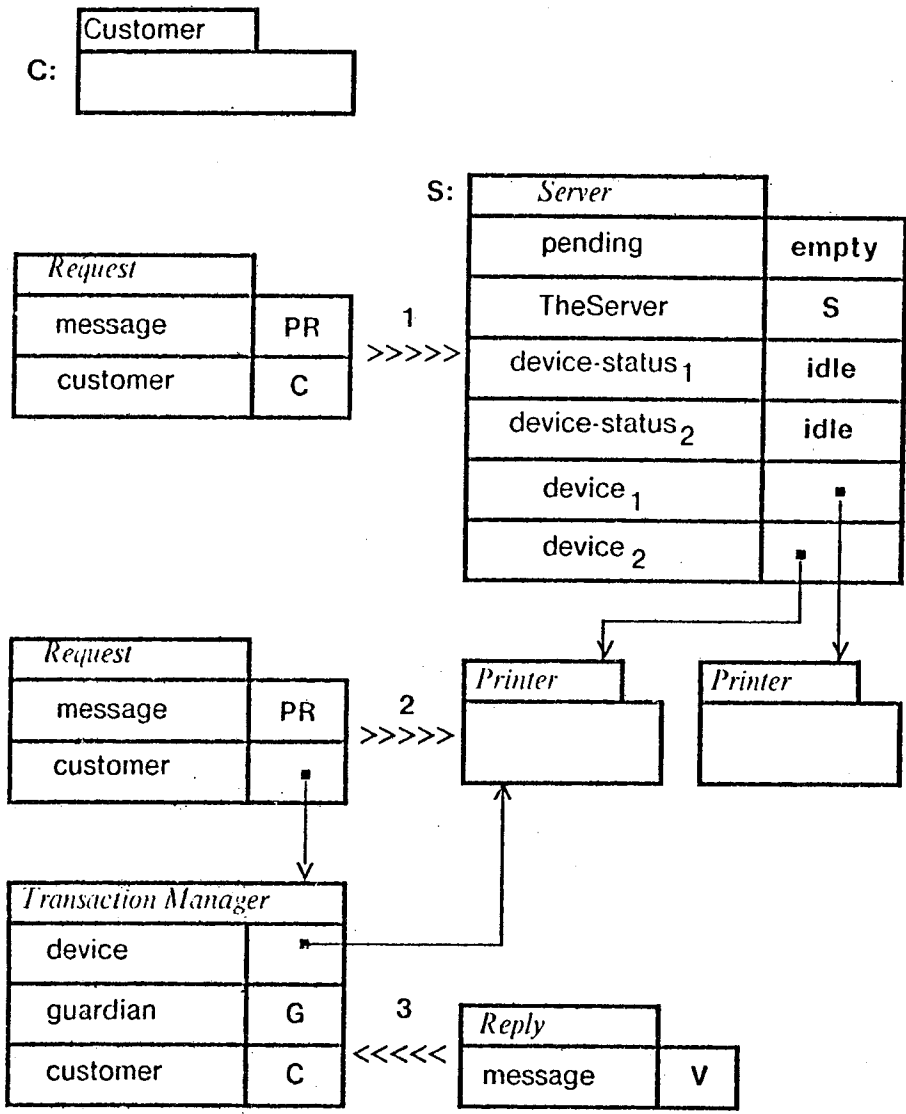 Customer
C:
S:
Server
pending empty
TheServer S
device-status1 idle
device-status2 idle
device1
device2
Request
message PR
customer C
1
>>>>>
Request
message PR
customer
2
>>>>>
Printer
Printer
Transaction Manager
device
guardian G
customer C
3
<<<<<
Reply
message V